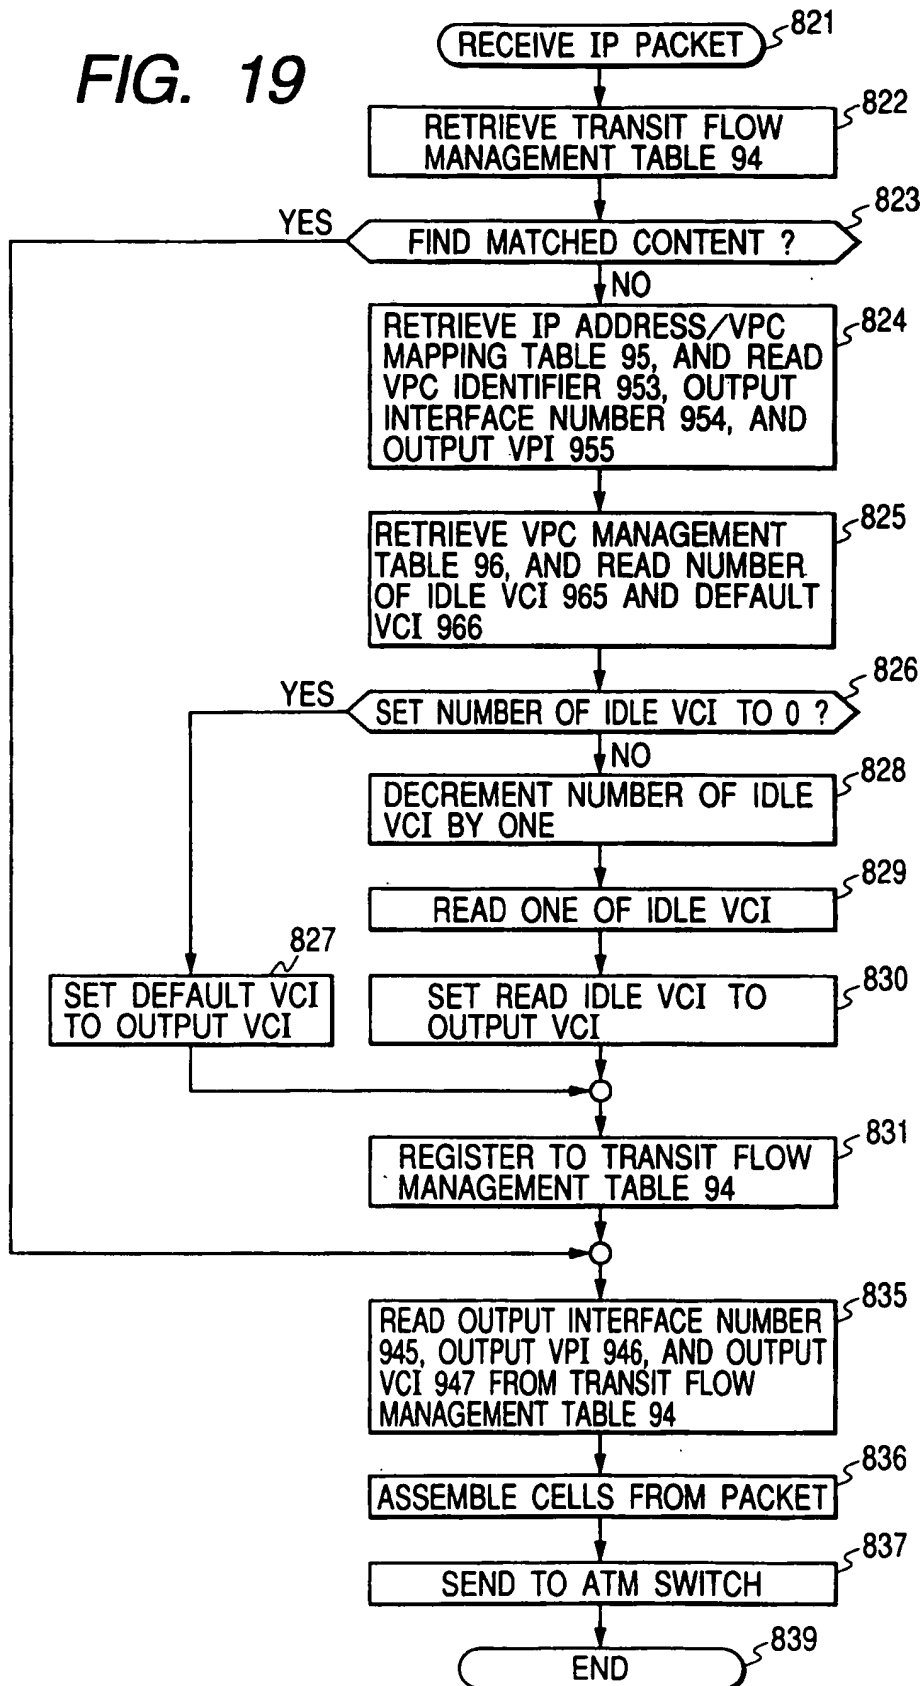 FIG. 19
RECEIVE IP PACKET
821
RETRIEVE TRANSIT FLOW
MANAGEMENT TABLE 94
822
FIND MATCHED CONTENT ?
823
YES
NO
RETRIEVE IP ADDRESS/VPC
MAPPING TABLE 95, AND READ
VPC IDENTIFIER 953, OUTPUT
INTERFACE NUMBER 954, AND
OUTPUT VPI 955
824
RETRIEVE VPC MANAGEMENT
TABLE 96, AND READ NUMBER
OF IDLE VCI 965 AND DEFAULT
VCI 966
825
SET NUMBER OF IDLE VCI TO 0 ?
826
YES
NO
DECREMENT NUMBER OF IDLE
VCI BY ONE
828
READ ONE OF IDLE VCI
829
SET DEFAULT VCI
TO OUTPUT VCI
827
SET READ IDLE VCI TO
OUTPUT VCI
830
REGISTER TO TRANSIT FLOW
MANAGEMENT TABLE 94
831
READ OUTPUT INTERFACE NUMBER
945, OUTPUT VPI 946, AND OUTPUT
VCI 947 FROM TRANSIT FLOW
MANAGEMENT TABLE 94
835
ASSEMBLE CELLS FROM PACKET
836
SEND TO ATM SWITCH
837
END
839